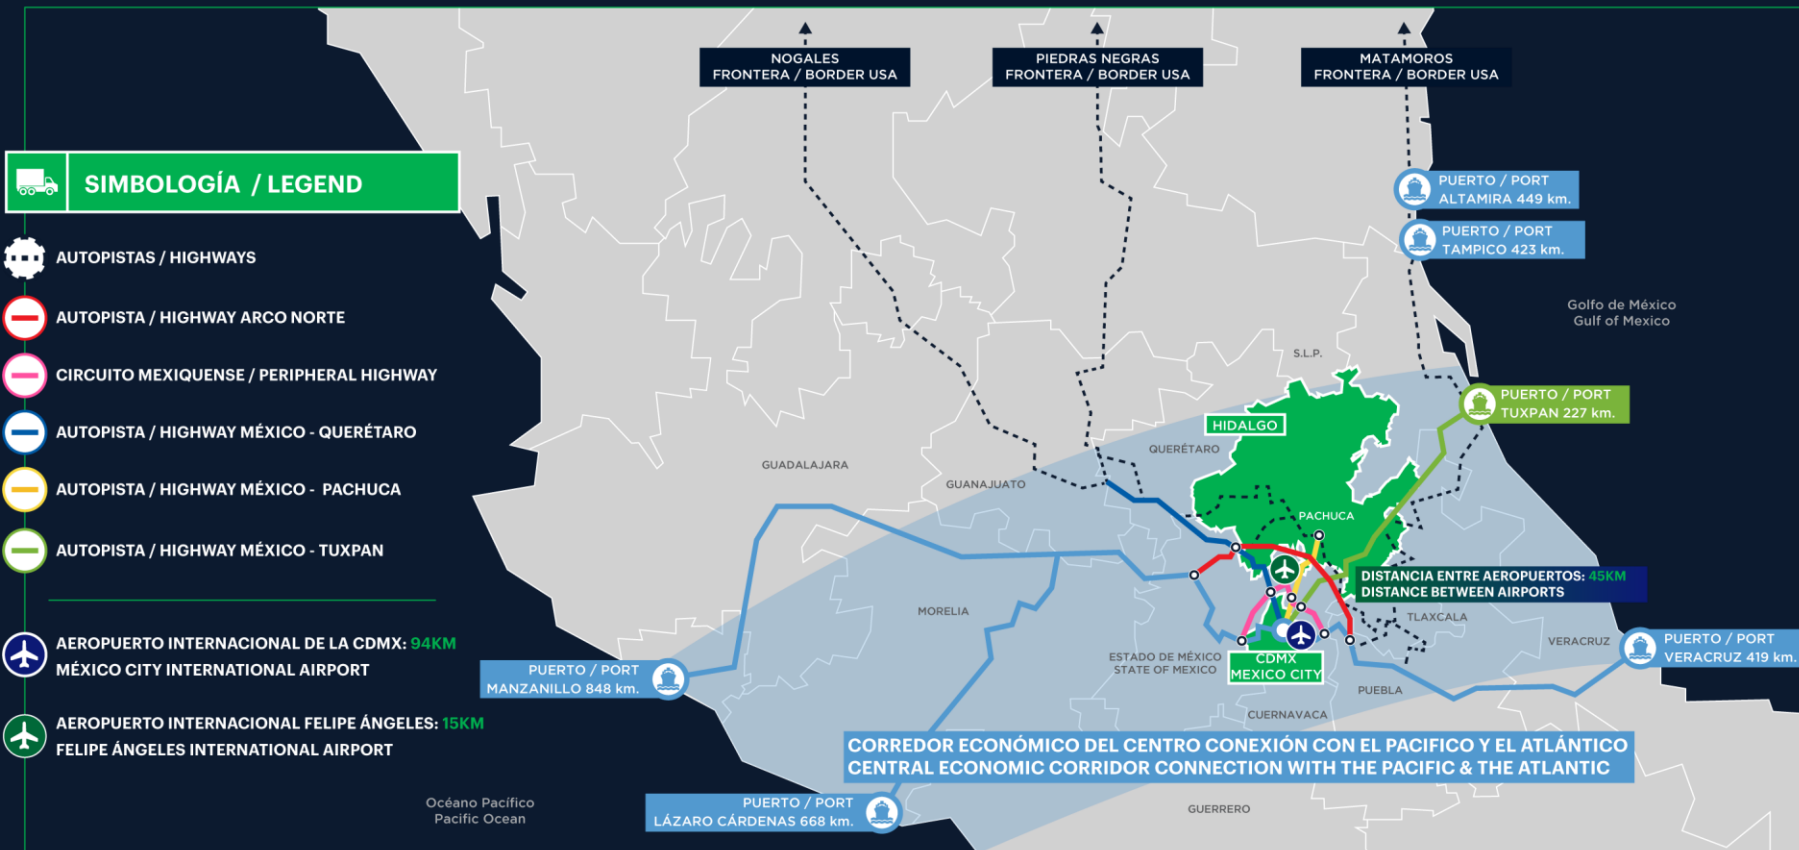 NOGALES
FRONTERA / BORDER USA
PIEDRAS NEGRAS
FRONTERA / BORDER USA
MATAMOROS
FRONTERA / BORDER USA
SIMBOLOGÍA / LEGEND
AUTOPISTAS / HIGHWAYS
AUTOPISTA / HIGHWAY ARCO NORTE
CIRCUITO MEXIQUENSE / PERIPHERAL HIGHWAY
AUTOPISTA / HIGHWAY MÉXICO - QUERÉTARO
AUTOPISTA / HIGHWAY MÉXICO - PACHUCA
AUTOPISTA / HIGHWAY MÉXICO - TUXPAN
AEROPUERTO INTERNACIONAL DE LA CDMX: 94KM
MÉXICO CITY INTERNATIONAL AIRPORT
AEROPUERTO INTERNACIONAL FELIPE ÁNGELES: 15KM
FELIPE ÁNGELES INTERNATIONAL AIRPORT
PUERTO / PORT
ALTAMIRA 449 km.
PUERTO / PORT
TAMPICO 423 km.
Golfo de México
Gulf of Mexico
S.L.P.
PUERTO / PORT
TUXPAN 227 km.
HIDALGO
QUERÉTARO
GUADALAJARA
GUANAJUATO
PACHUCA
DISTANCIA ENTRE AEROPUERTOS: 45KM
DISTANCE BETWEEN AIRPORTS
MORELIA
TLAXCALA
VERACRUZ
PUERTO / PORT
VERACRUZ 419 km.
ESTADO DE MÉXICO
STATE OF MEXICO
CDMX
MEXICO CITY
PUERTO / PORT
MANZANILLO 848 km.
PUEBLA
CUERNAVACA
CORREDOR ECONÓMICO DEL CENTRO CONEXIÓN CON EL PACIFICO Y EL ATLÁNTICO
CENTRAL ECONOMIC CORRIDOR CONNECTION WITH THE PACIFIC & THE ATLANTIC
Océano Pacífico
Pacific Ocean
PUERTO / PORT
LÁZARO CÁRDENAS 668 km.
GUERRERO